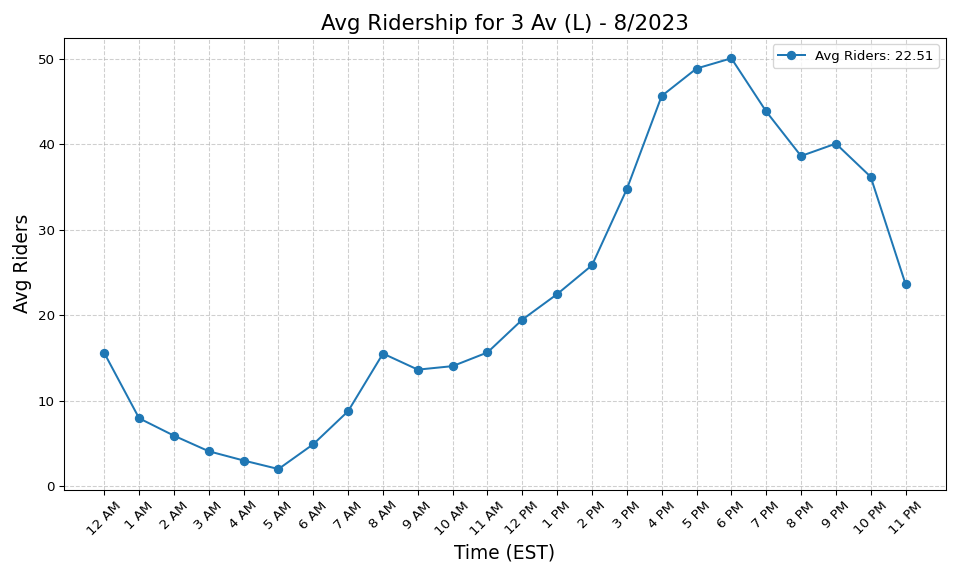 Avg Ridership for 3 Av (L) - 8/2023
Avg Riders: 22.51
Avg Riders
50
40
30
20
10
0
12 AM
1 AM
2 AM
3 AM
4 AM
5 AM
6 AM
7 AM
8 AM
9 AM
10 AM
11 AM
12 PM
1 PM
2 PM
3 PM
4 PM
5 PM
6 PM
7 PM
8 PM
9 PM
10 PM
11 PM
Time (EST)